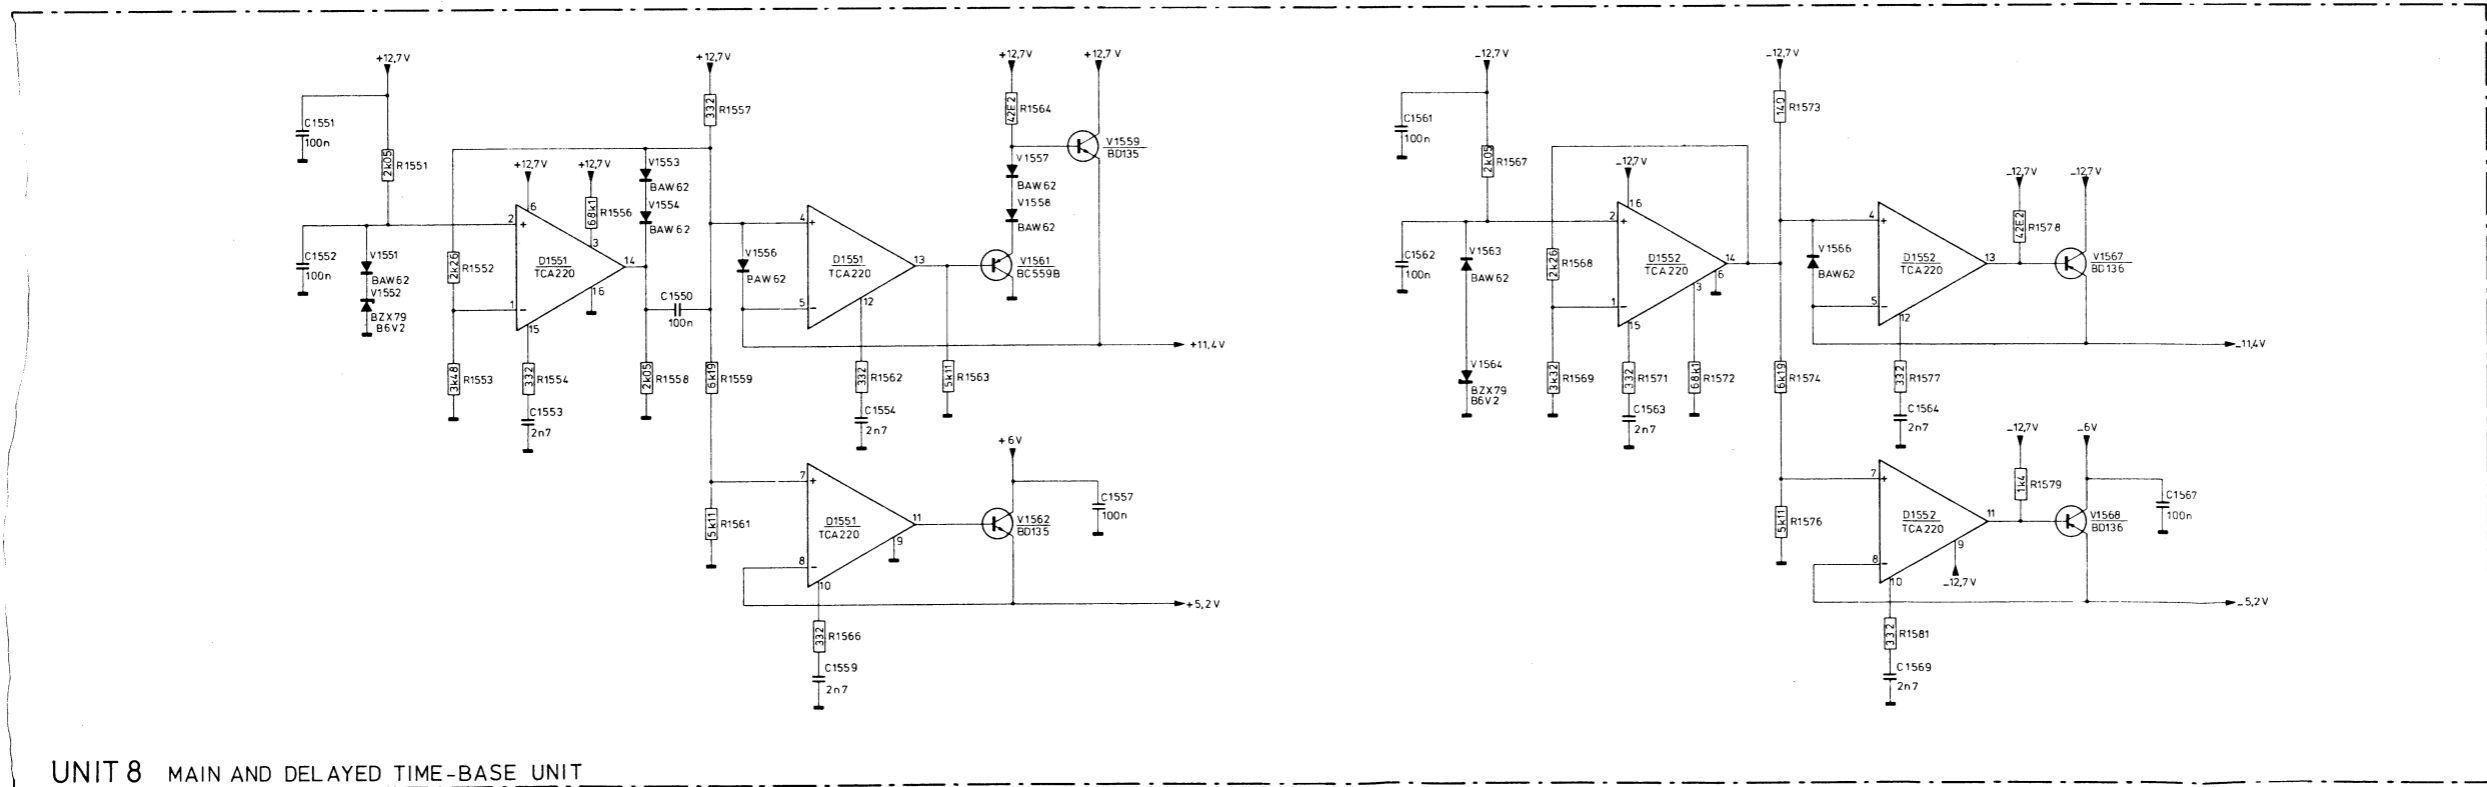 +12,7V
C1551
100n
2k05
R1551
C1552
100n
V1551
BAW62
V1552
BZX79
B6V2
2k26
R1552
3k48
R1553
+12,7V
+12,7V
6
68k1
R1556
3
2
+
D1551
TCA220
14
1
−
16
15
332
R1554
C1553
2n7
+12,7V
332
R1557
V1553
BAW62
V1554
BAW62
C1550
100n
2k05
R1558
6k19
R1559
5k11
R1561
V1556
BAW62
4
+
D1551
TCA220
13
5
−
12
332
R1562
C1554
2n7
5k11
R1563
+12,7V
42E2
R1564
V1557
BAW62
V1558
BAW62
V1561
BC559B
+12,7V
V1559
BD135
+11,4V
7
+
D1551
TCA220
11
8
−
9
10
332
R1566
C1559
2n7
+6V
V1562
BD135
C1557
100n
+5,2V
−12,7V
C1561
100n
2k05
R1567
C1562
100n
V1563
BAW62
V1564
BZX79
B6V2
2k26
R1568
3k32
R1569
−12,7V
16
2
+
D1552
TCA220
14
1
−
6
3
15
332
R1571
C1563
2n7
68k1
R1572
−12,7V
140
R1573
6k19
R1574
5k11
R1576
V1566
BAW62
4
+
D1552
TCA220
13
5
−
12
332
R1577
C1564
2n7
−12,7V
42E2
R1578
−12,7V
V1567
BD136
−11,4V
7
+
D1552
TCA220
11
8
−
9
−12,7V
10
332
R1581
C1569
2n7
−12,7V
1k4
R1579
−6V
V1568
BD136
C1567
100n
−5,2V
UNIT 8 MAIN AND DELAYED TIME-BASE UNIT